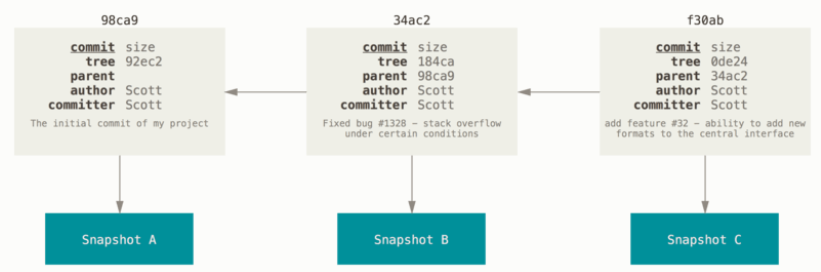 98ca9
commit size
tree 92ec2
parent
author Scott
committer Scott
The initial commit of my project
Snapshot A
34ac2
commit size
tree 184ca
parent 98ca9
author Scott
committer Scott
Fixed bug #1328 – stack overflow
under certain conditions
Snapshot B
f30ab
commit size
tree 0de24
parent 34ac2
author Scott
committer Scott
add feature #32 – ability to add new
formats to the central interface
Snapshot C